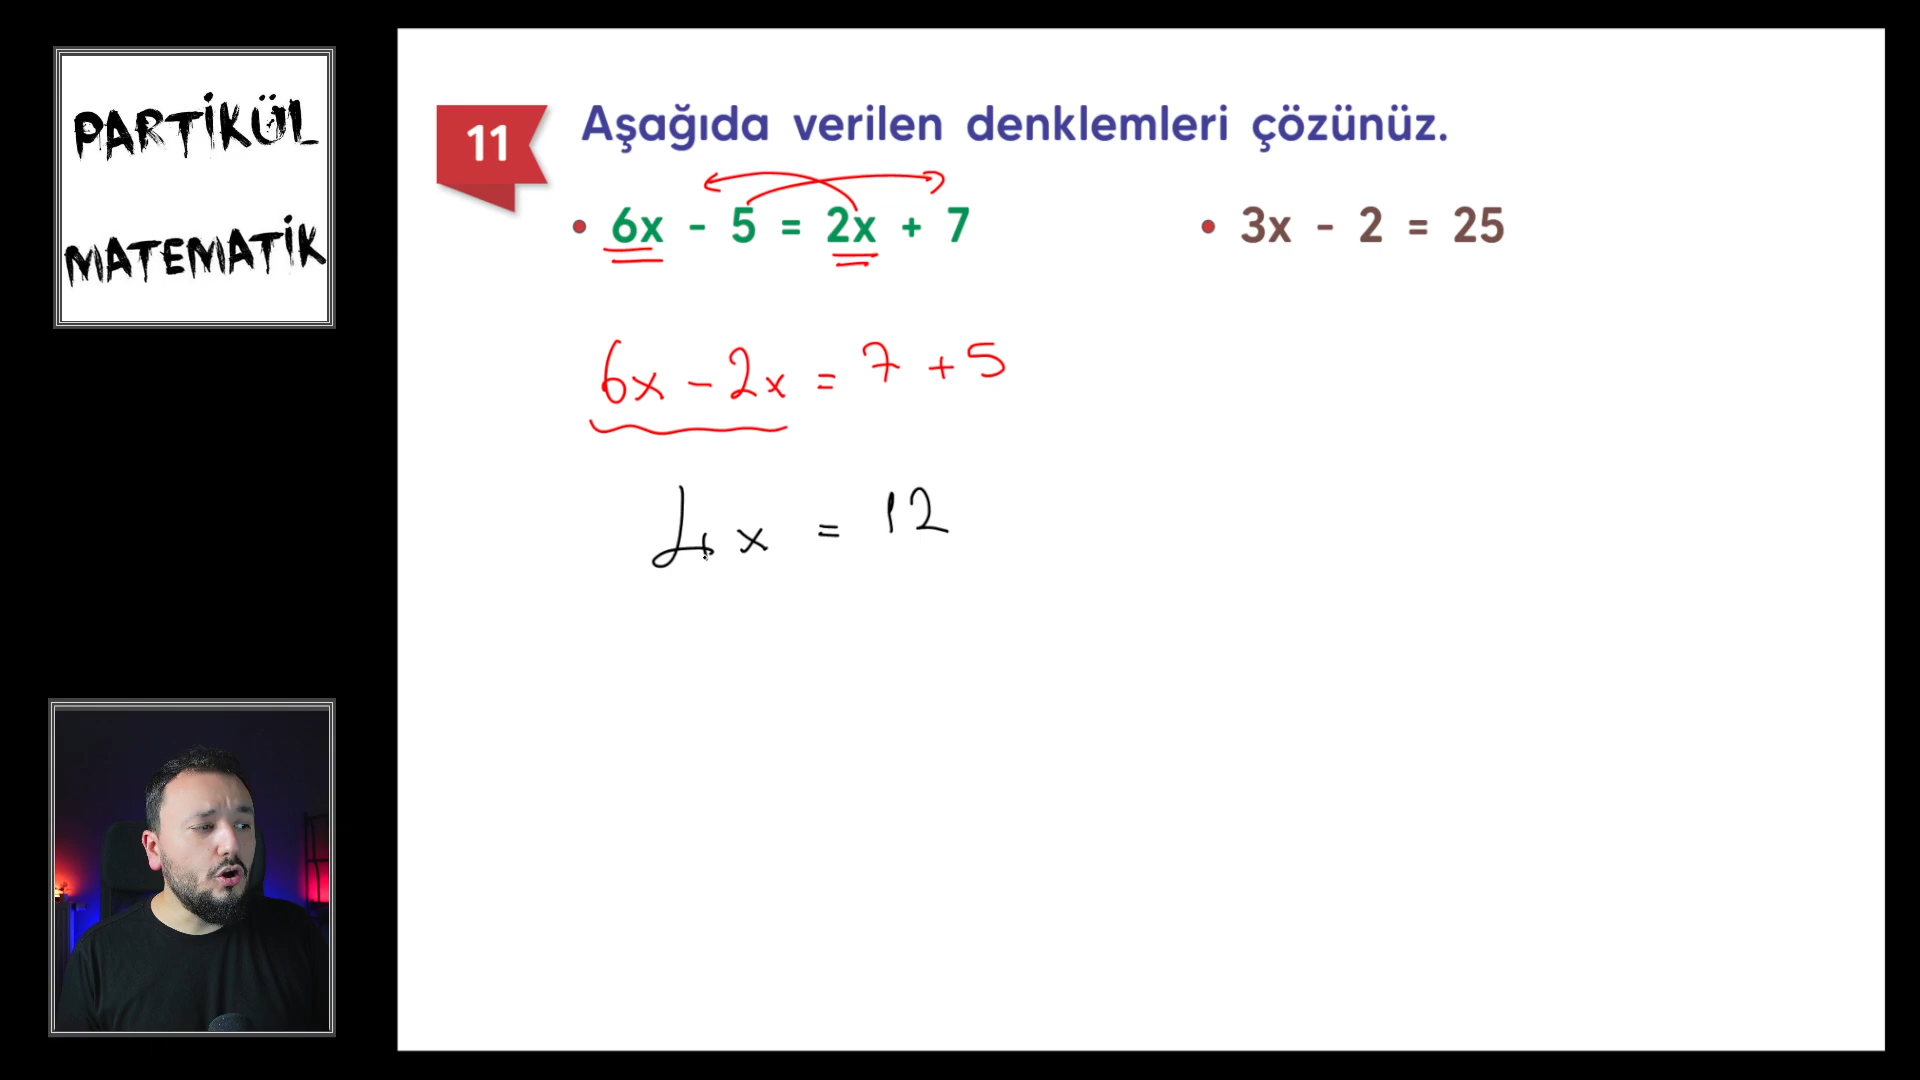 PARTİKÜL
MATEMATİK
11 Aşağıda verilen denklemleri çözünüz.
• 6x - 5 = 2x + 7
• 3x - 2 = 25
6x - 2x = 7 + 5
4x = 12